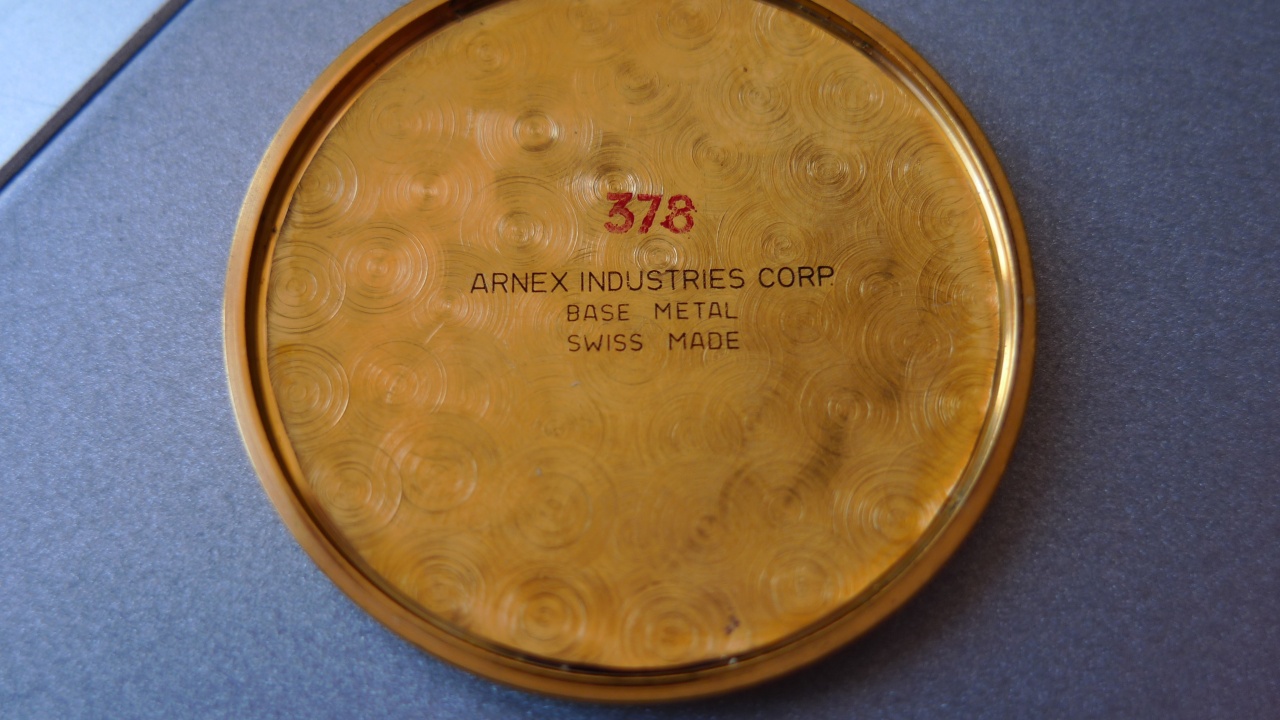 378
ARNEX INDUSTRIES CORP.
BASE METAL
SWISS MADE